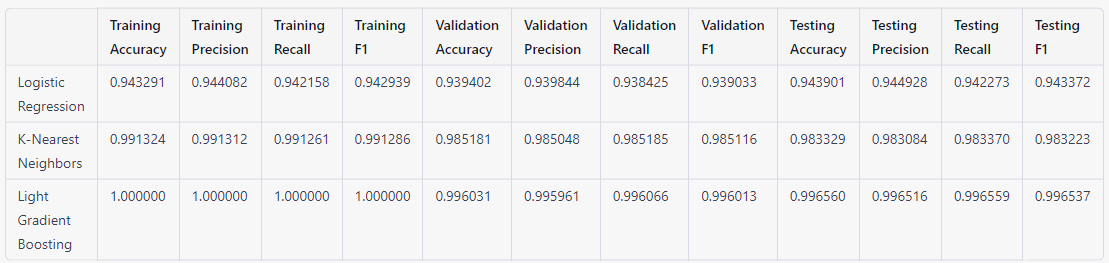 Training Accuracy Training Precision Training Recall Training F1 Validation Accuracy Validation Precision Validation Recall Validation F1 Testing Accuracy Testing Precision Testing Recall Testing F1
Logistic Regression 0.943291 0.944082 0.942158 0.942939 0.939402 0.939844 0.938425 0.939033 0.943901 0.944928 0.942273 0.943372
K-Nearest Neighbors 0.991324 0.991312 0.991261 0.991286 0.985181 0.985048 0.985185 0.985116 0.983329 0.983084 0.983370 0.983223
Light Gradient Boosting 1.000000 1.000000 1.000000 1.000000 0.996031 0.995961 0.996066 0.996013 0.996560 0.996516 0.996559 0.996537